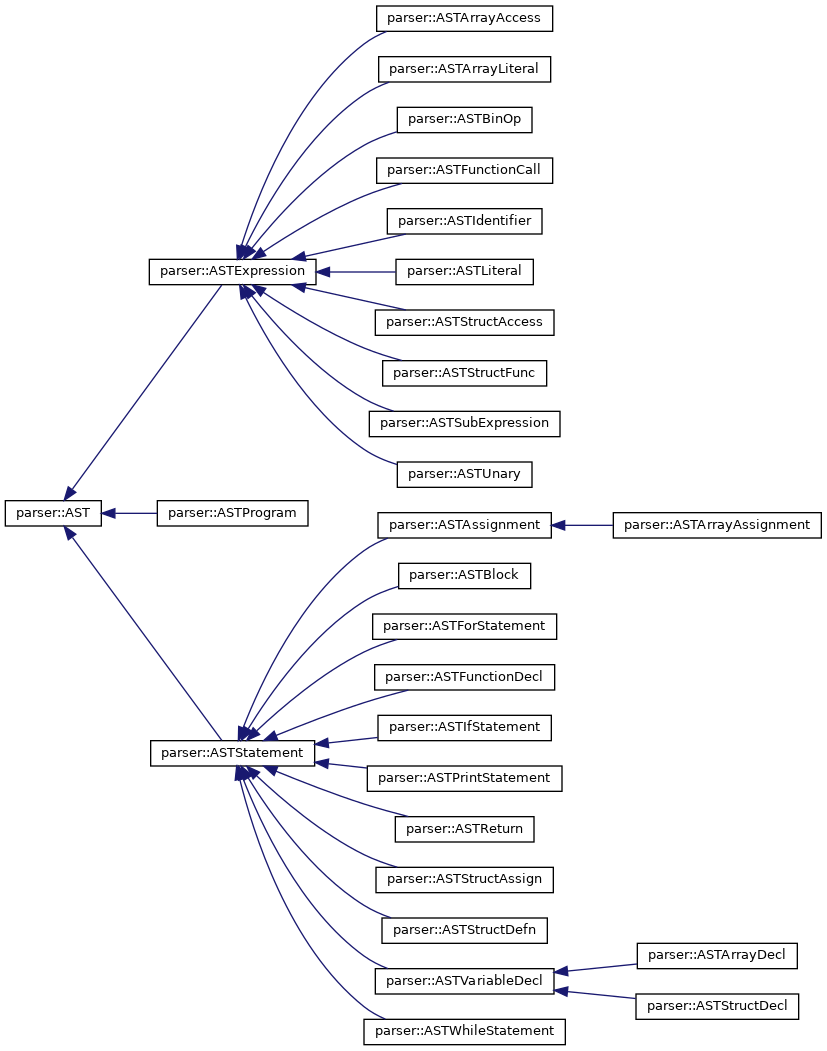 parser::ASTArrayAccess
parser::ASTArrayLiteral
parser::ASTBinOp
parser::ASTFunctionCall
parser::ASTIdentifier
parser::ASTExpression
parser::ASTLiteral
parser::ASTStructAccess
parser::ASTStructFunc
parser::ASTSubExpression
parser::ASTUnary
parser::AST
parser::ASTProgram
parser::ASTAssignment
parser::ASTArrayAssignment
parser::ASTBlock
parser::ASTForStatement
parser::ASTFunctionDecl
parser::ASTIfStatement
parser::ASTStatement
parser::ASTPrintStatement
parser::ASTReturn
parser::ASTStructAssign
parser::ASTStructDefn
parser::ASTArrayDecl
parser::ASTVariableDecl
parser::ASTStructDecl
parser::ASTWhileStatement